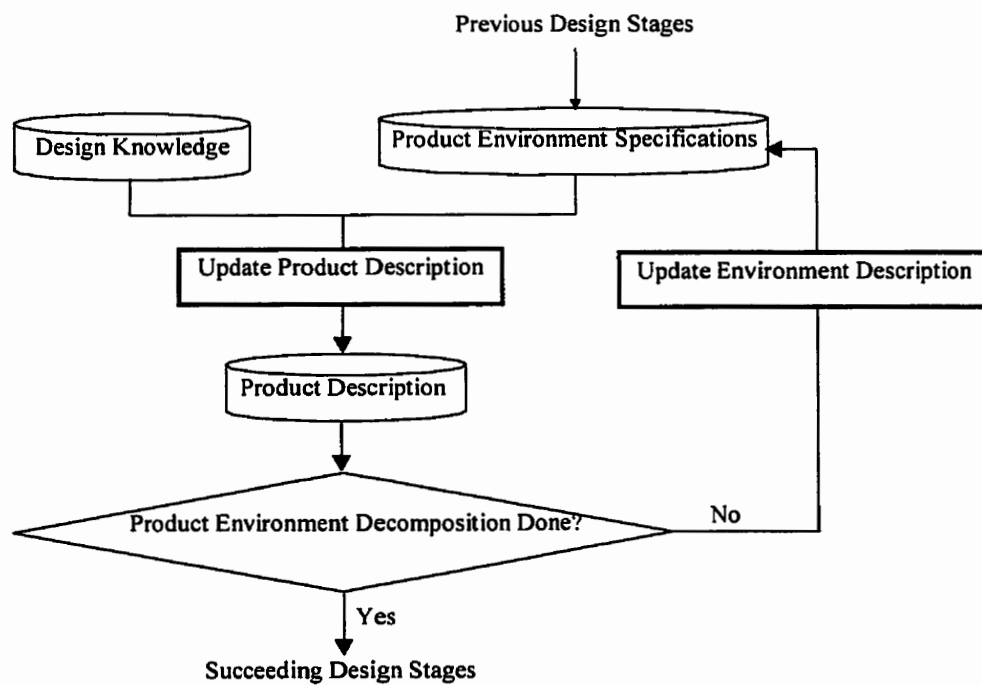 Previous Design Stages
Design Knowledge
Product Environment Specifications
Update Product Description
Update Environment Description
Product Description
Product Environment Decomposition Done?
No
Yes
Succeeding Design Stages